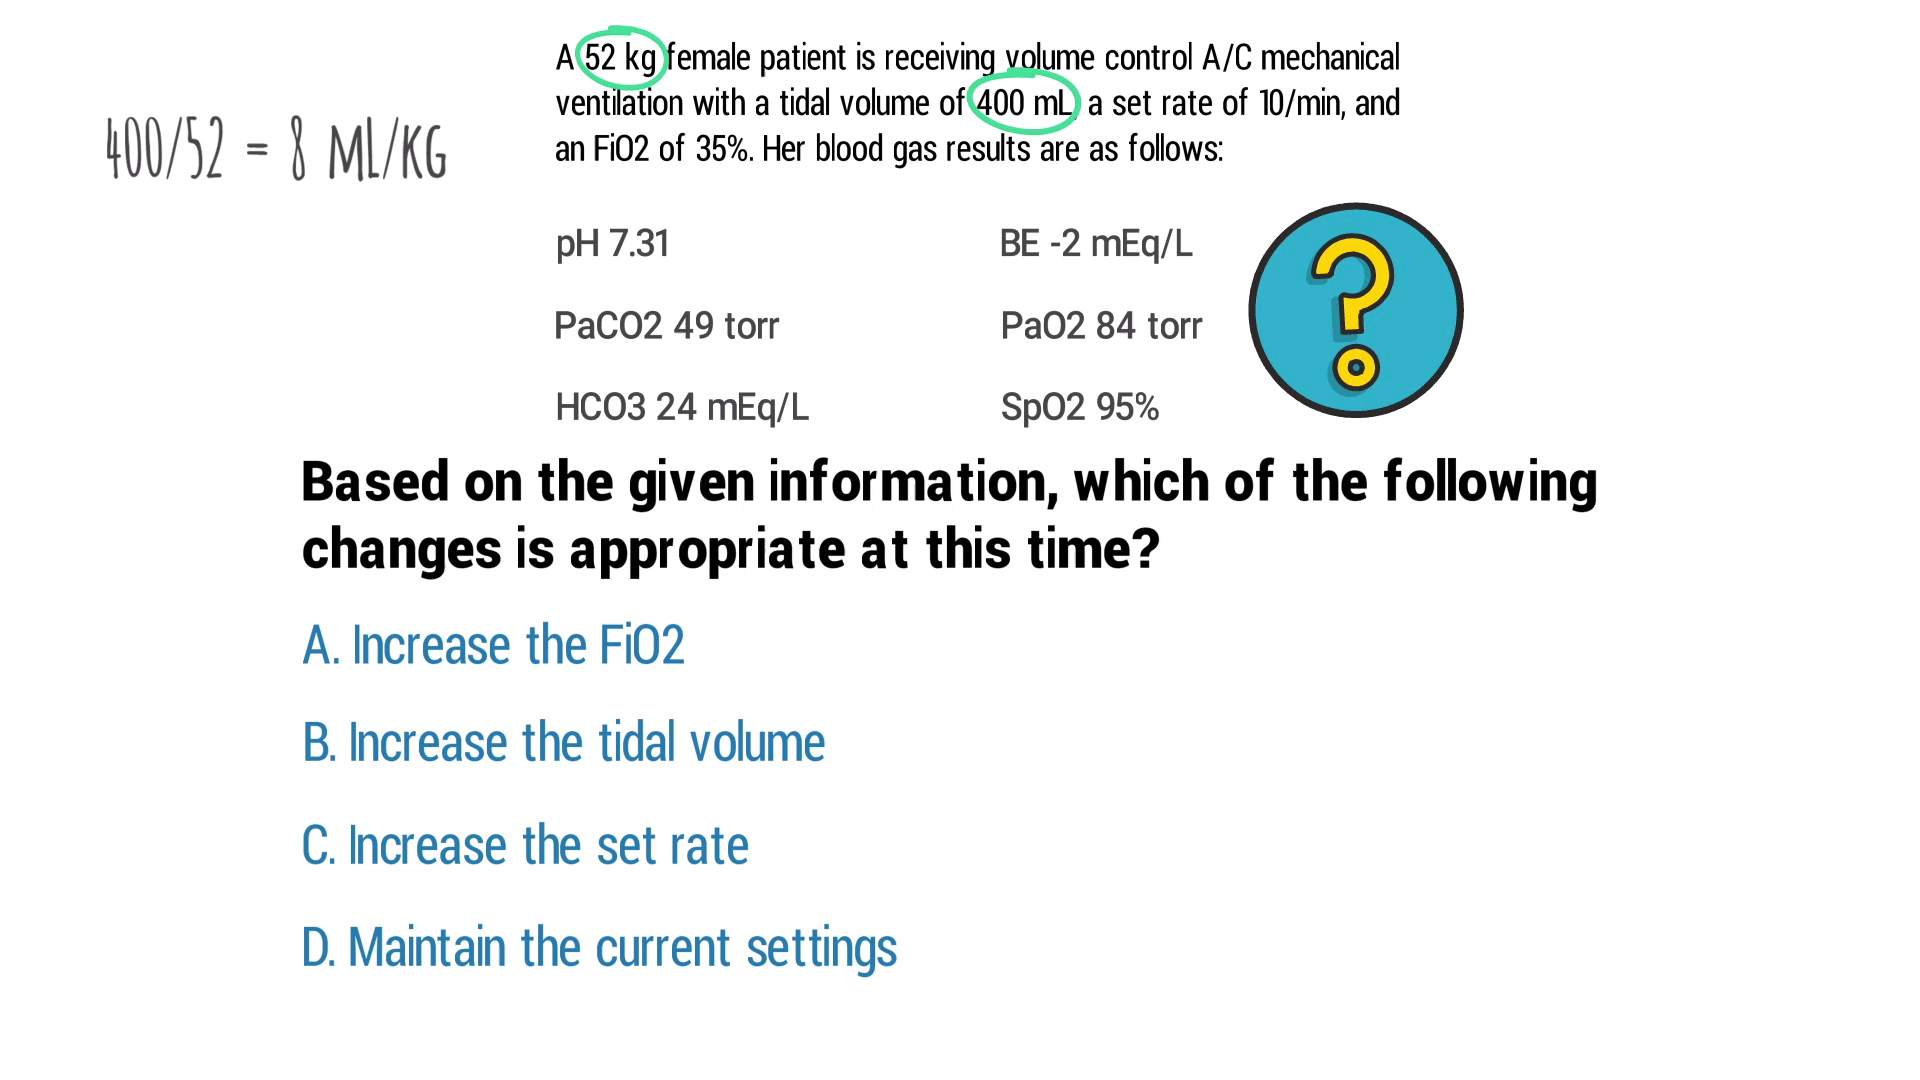 A 52 kg female patient is receiving volume control A/C mechanical
ventilation with a tidal volume of 400 mL, a set rate of 10/min, and
an FiO2 of 35%. Her blood gas results are as follows:
400/52 = 8 ML/KG
pH 7.31 BE -2 mEq/L
PaCO2 49 torr PaO2 84 torr
HCO3 24 mEq/L SpO2 95%
Based on the given information, which of the following
changes is appropriate at this time?
A. Increase the FiO2
B. Increase the tidal volume
C. Increase the set rate
D. Maintain the current settings